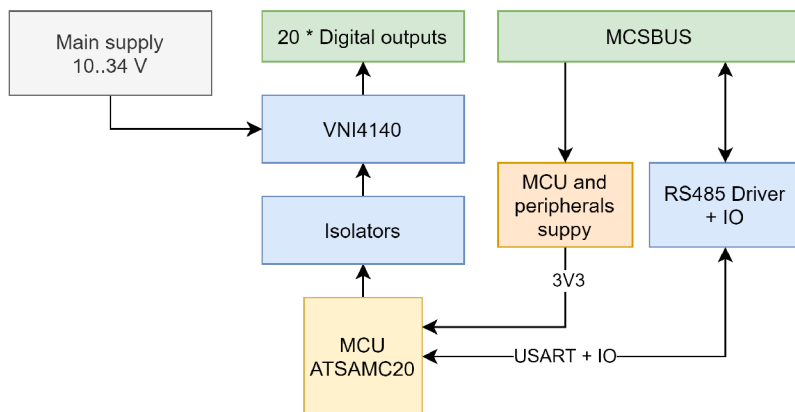 Main supply
10..34 V
20 * Digital outputs
MCSBUS
VNI4140
MCU and
peripherals
suppy
RS485 Driver
+ IO
Isolators
3V3
MCU
ATSAMC20
USART + IO